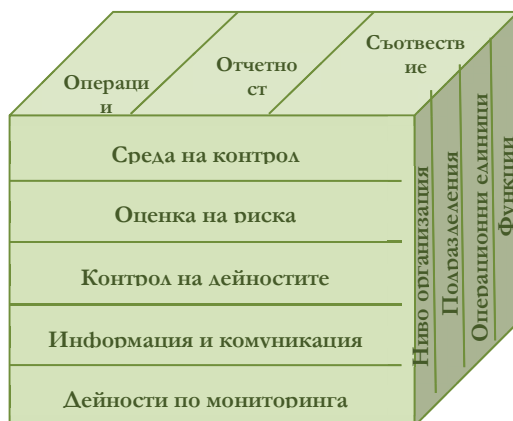 Операци
и
Отчетно
ст
Съотвеств
ие
Среда на контрол
Оценка на риска
Контрол на дейностите
Информация и комуникация
Дейности по мониторинга
Ниво организация
Подразделения
Операционни единици
Функции